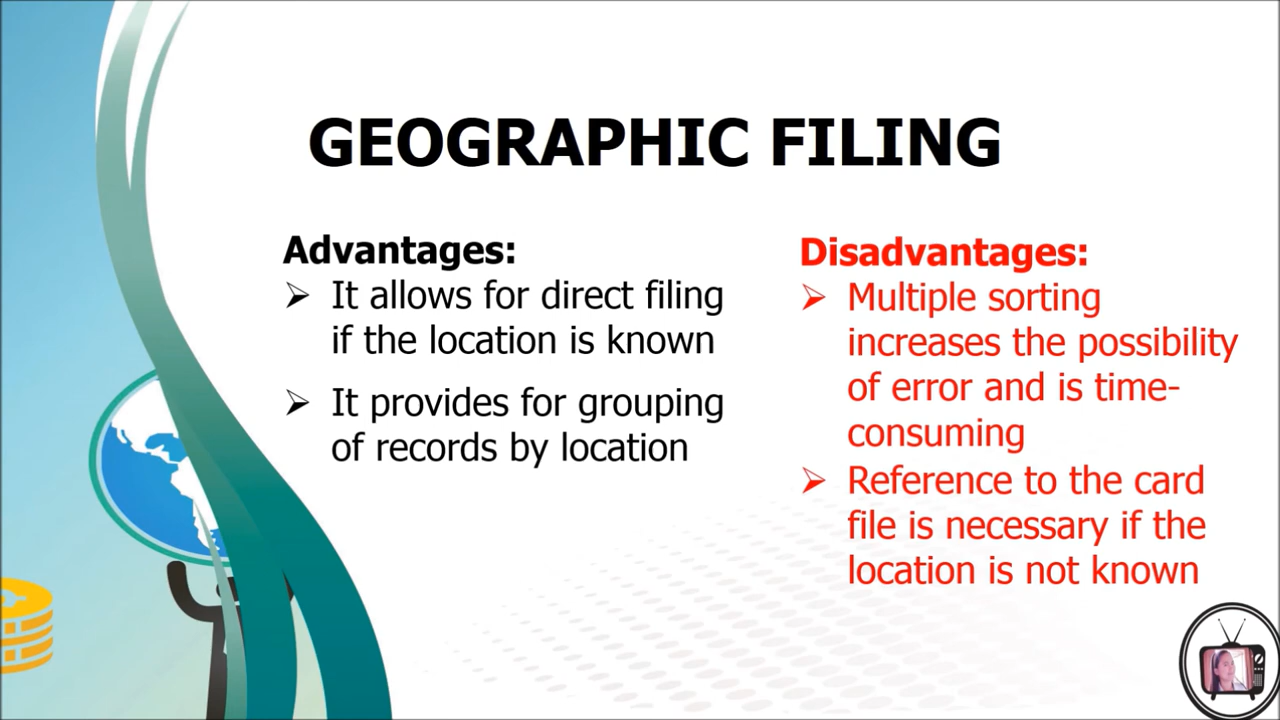 GEOGRAPHIC FILING
Advantages:
➢ It allows for direct filing
if the location is known
➢ It provides for grouping
of records by location
Disadvantages:
➢ Multiple sorting
increases the possibility
of error and is time-
consuming
➢ Reference to the card
file is necessary if the
location is not known